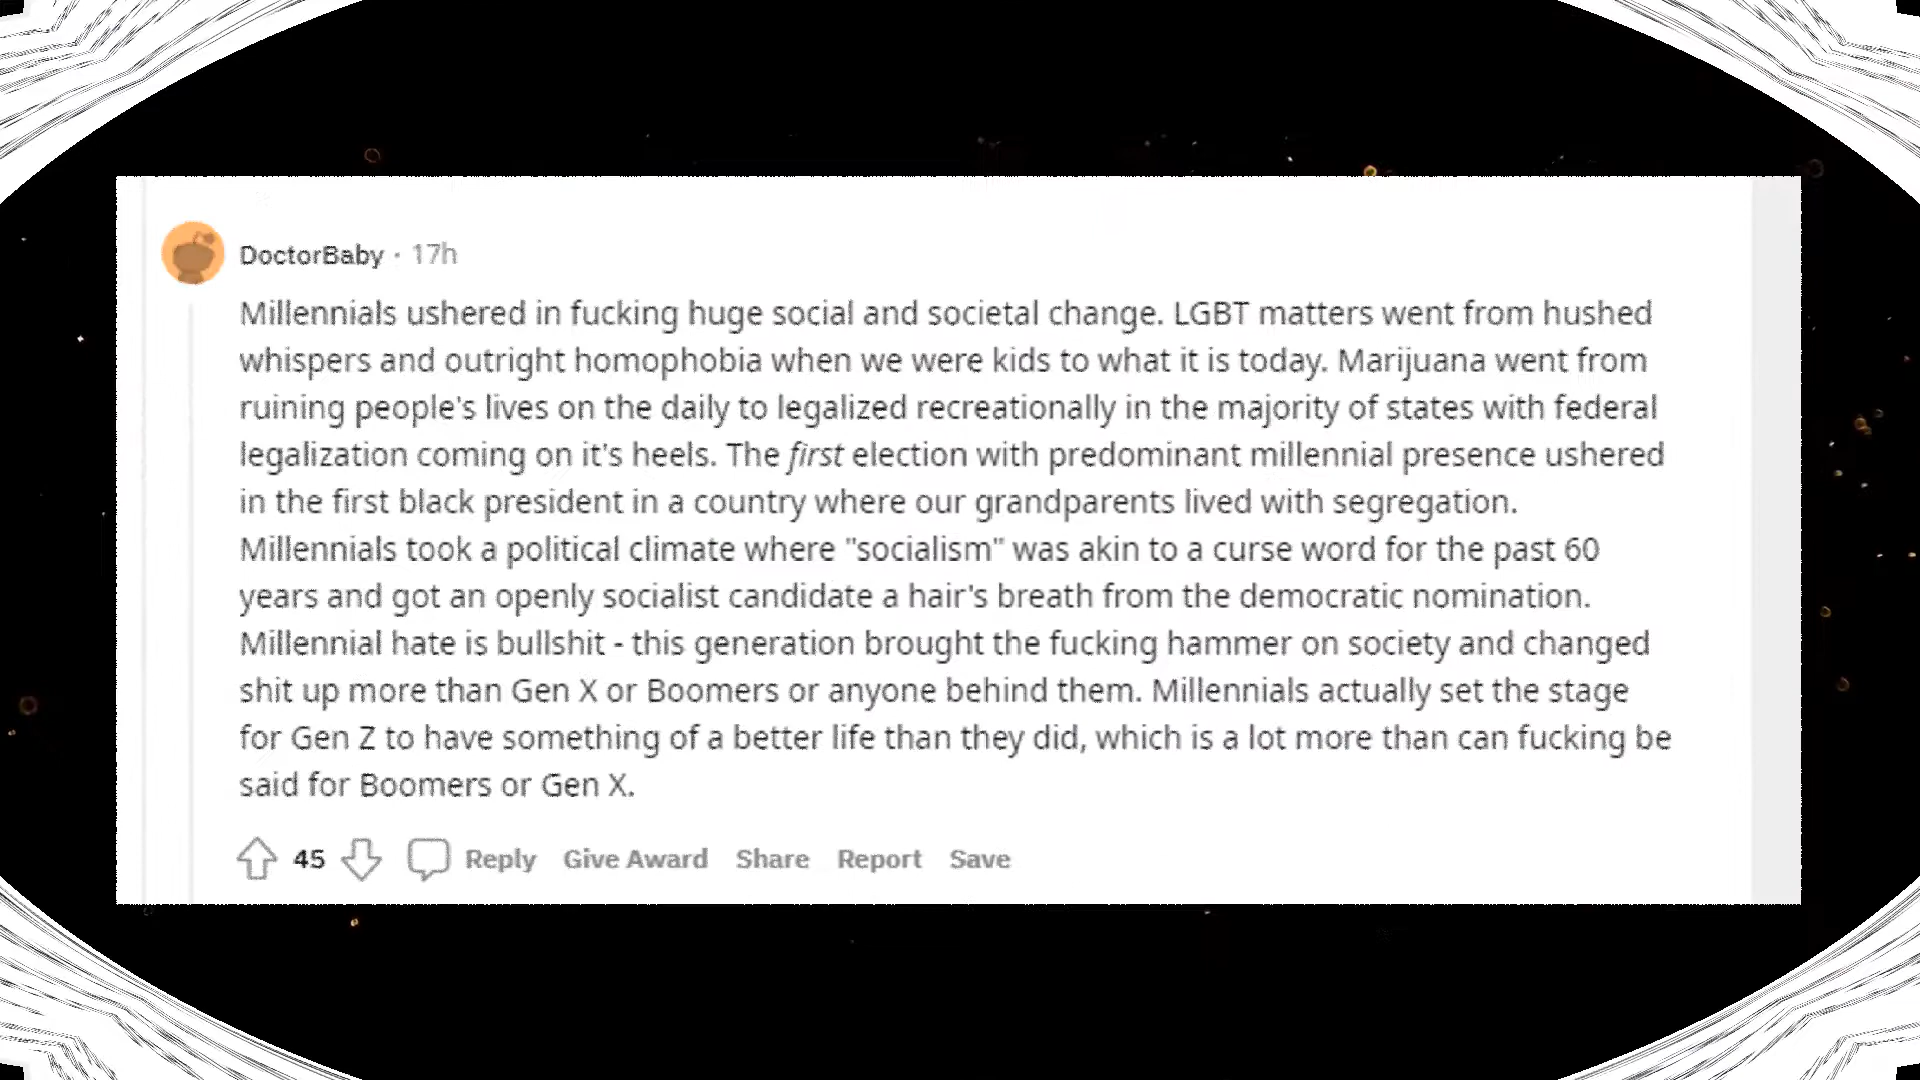 DoctorBaby · 17h
Millennials ushered in fucking huge social and societal change. LGBT matters went from hushed
whispers and outright homophobia when we were kids to what it is today. Marijuana went from
ruining people's lives on the daily to legalized recreationally in the majority of states with federal
legalization coming on it's heels. The first election with predominant millennial presence ushered
in the first black president in a country where our grandparents lived with segregation.
Millennials took a political climate where "socialism" was akin to a curse word for the past 60
years and got an openly socialist candidate a hair's breath from the democratic nomination.
Millennial hate is bullshit - this generation brought the fucking hammer on society and changed
shit up more than Gen X or Boomers or anyone behind them. Millennials actually set the stage
for Gen Z to have something of a better life than they did, which is a lot more than can fucking be
said for Boomers or Gen X.
45 Reply Give Award Share Report Save